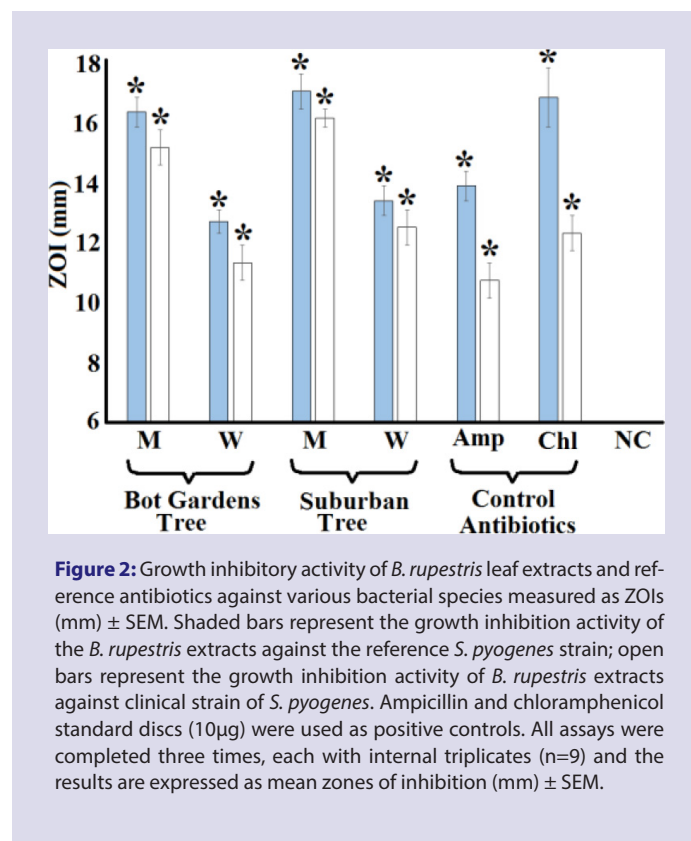 18
16
14
12
10
8
6
ZOI (mm)
* * * * * * * * * * * *
M W M W Amp Chl NC
Bot Gardens Tree
Suburban Tree
Control Antibiotics
Figure 2: Growth inhibitory activity of B. rupestris leaf extracts and ref-
erence antibiotics against various bacterial species measured as ZOIs
(mm) ± SEM. Shaded bars represent the growth inhibition activity of
the B. rupestris extracts against the reference S. pyogenes strain; open
bars represent the growth inhibition activity of B. rupestris extracts
against clinical strain of S. pyogenes. Ampicillin and chloramphenicol
standard discs (10μg) were used as positive controls. All assays were
completed three times, each with internal triplicates (n=9) and the
results are expressed as mean zones of inhibition (mm) ± SEM.